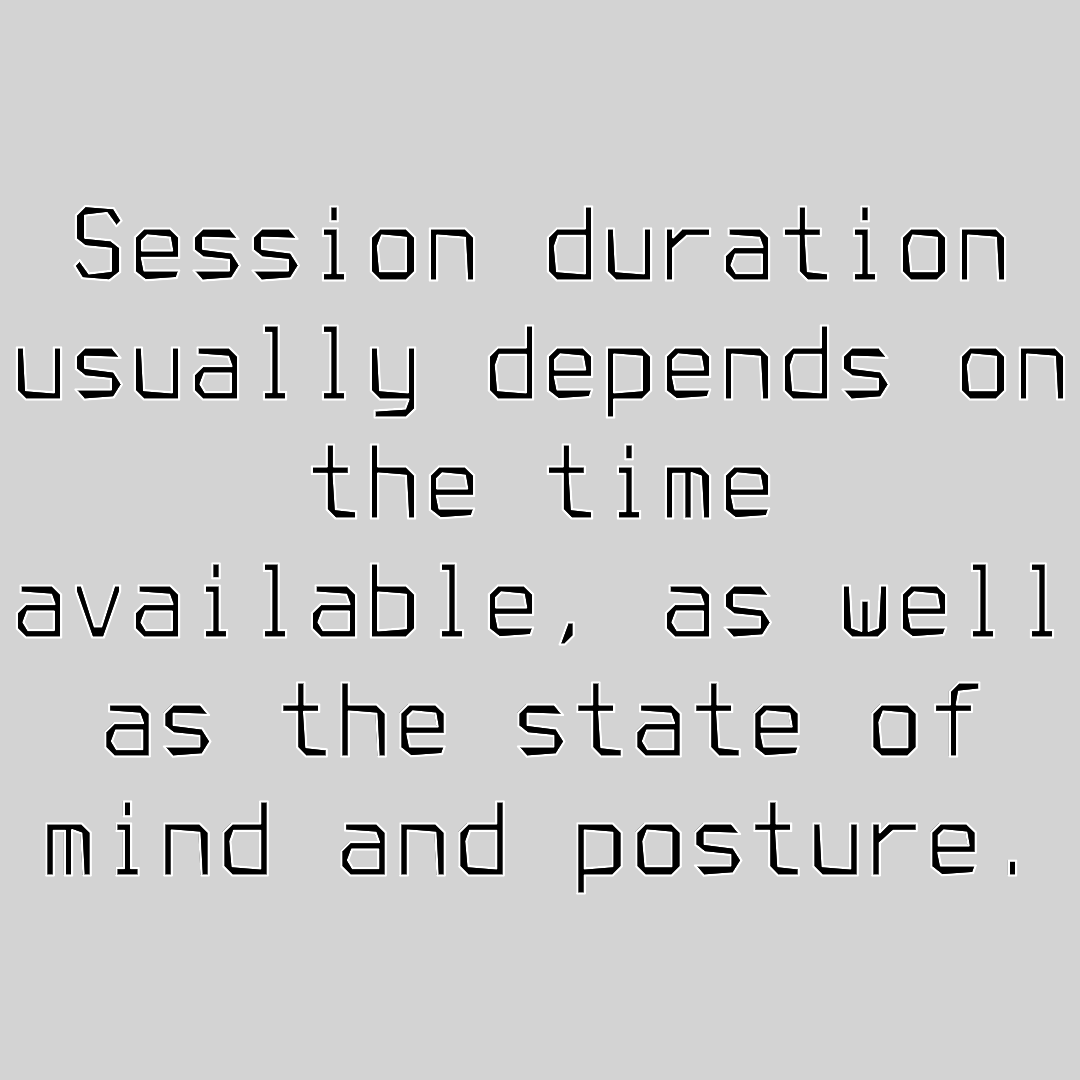 Session duration
usually depends on
the time
available, as well
as the state of
mind and posture.